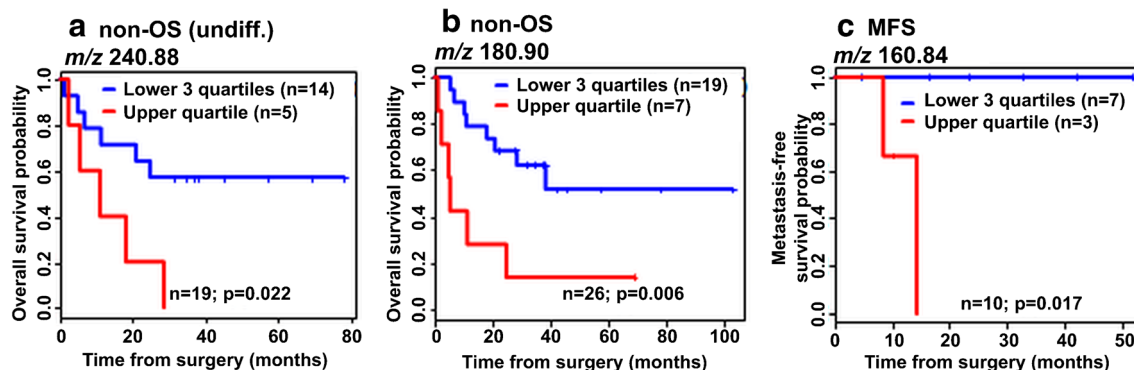 a non-OS (undiff.)
m/z 240.88
Overall survival probability
1.0
0.8
0.6
0.4
0.2
0.0
Lower 3 quartiles (n=14)
Upper quartile (n=5)
n=19; p=0.022
0 20 40 60 80
Time from surgery (months)
b non-OS
m/z 180.90
Overall survival probability
1.0
0.8
0.6
0.4
0.2
0.0
Lower 3 quartiles (n=19)
Upper quartile (n=7)
n=26; p=0.006
0 20 40 60 80 100
Time from surgery (months)
c MFS
m/z 160.84
Metastasis-free
survival probability
1.0
0.8
0.6
0.4
0.2
0.0
Lower 3 quartiles (n=7)
Upper quartile (n=3)
n=10; p=0.017
0 10 20 30 40 50
Time from surgery (months)